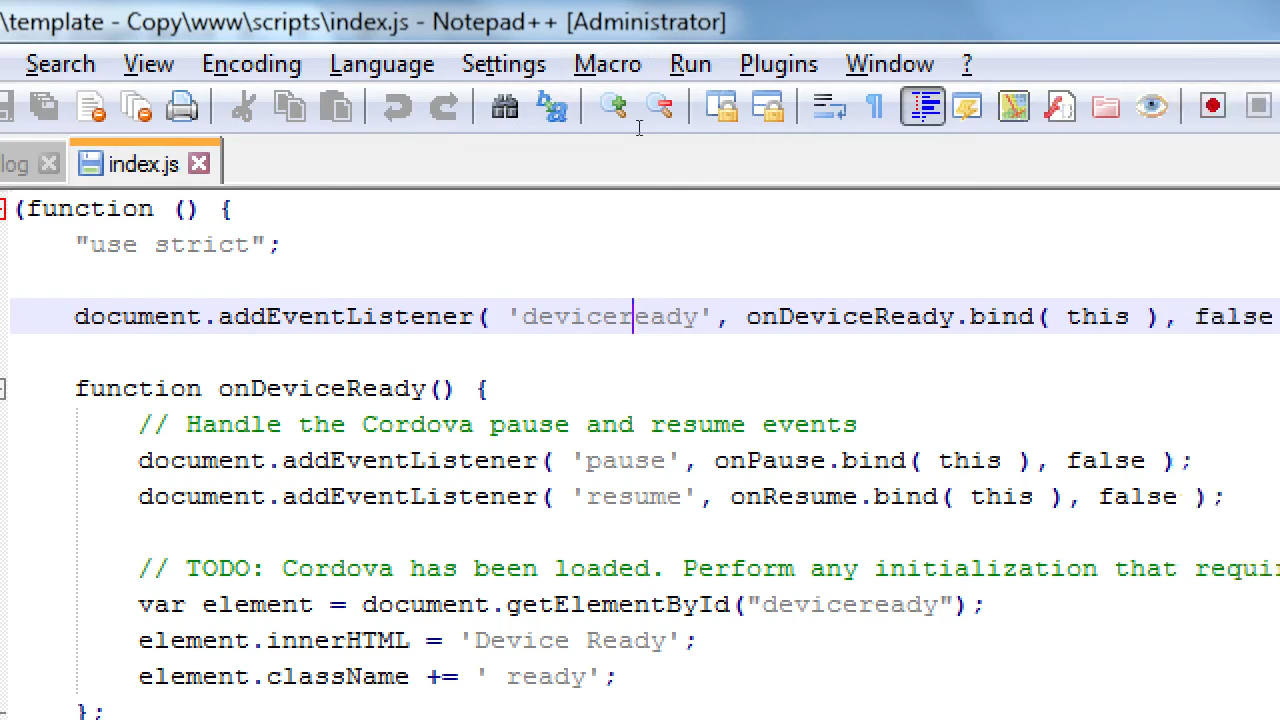 \template - Copy\www\scripts\index.js - Notepad++ [Administrator]
Search View Encoding Language Settings Macro Run Plugins Window ?
log index.js
(function () {
"use strict";
document.addEventListener( 'deviceready', onDeviceReady.bind( this ), false
function onDeviceReady() {
// Handle the Cordova pause and resume events
document.addEventListener( 'pause', onPause.bind( this ), false );
document.addEventListener( 'resume', onResume.bind( this ), false );
// TODO: Cordova has been loaded. Perform any initialization that requi
var element = document.getElementById("deviceready");
element.innerHTML = 'Device Ready';
element.className += ' ready';
};